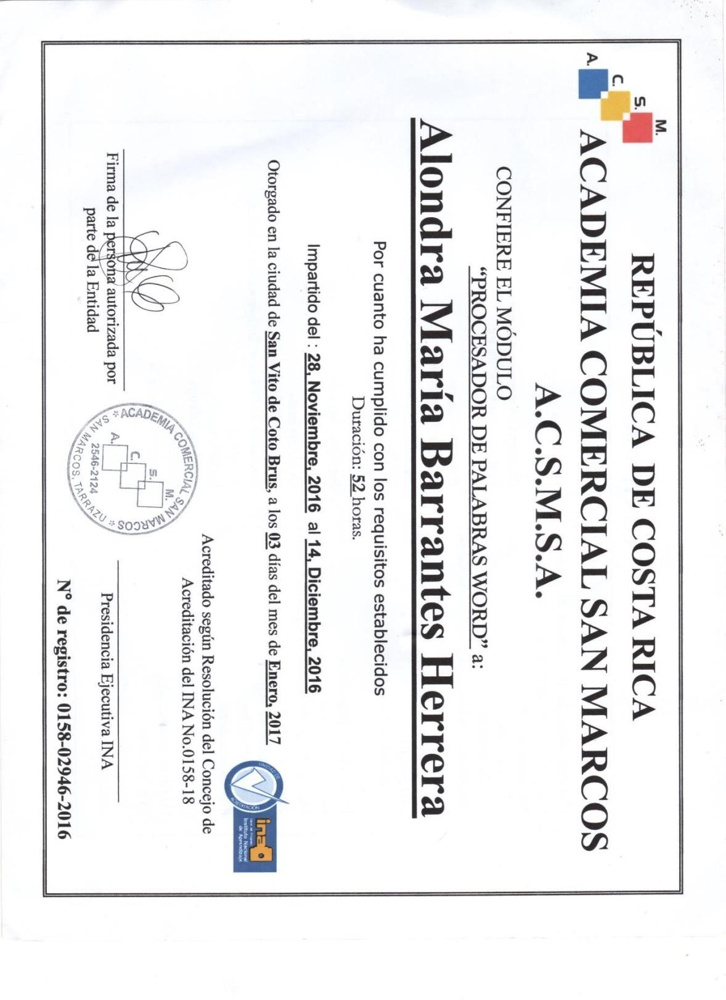 A.
C.
S.
M.
REPÚBLICA DE COSTA RICA
ACADEMIA COMERCIAL SAN MARCOS
A.C.S.M.S.A.
CONFIERE EL MÓDULO
“PROCESADOR DE PALABRAS WORD” a:
Alondra María Barrantes Herrera
Por cuanto ha cumplido con los requisitos establecidos
Duración: 52 horas.
Impartido del : 28, Noviembre, 2016 al 14, Diciembre, 2016
Otorgado en la ciudad de San Vito de Coto Brus, a los 03 días del mes de Enero, 2017
UNIDAD DE
ACREDITACIÓN
ina
Instituto Nacional
de Aprendizaje
Acreditado según Resolución del Concejo de
Acreditación del INA No.0158-18
Firma de la persona autorizada por
parte de la Entidad
* ACADEMIA COMERCIAL SAN MARCOS *
A.
C.
S.
M.
2546-2124
SAN MARCOS, TARRAZU
Presidencia Ejecutiva INA
N° de registro: 0158-02946-2016